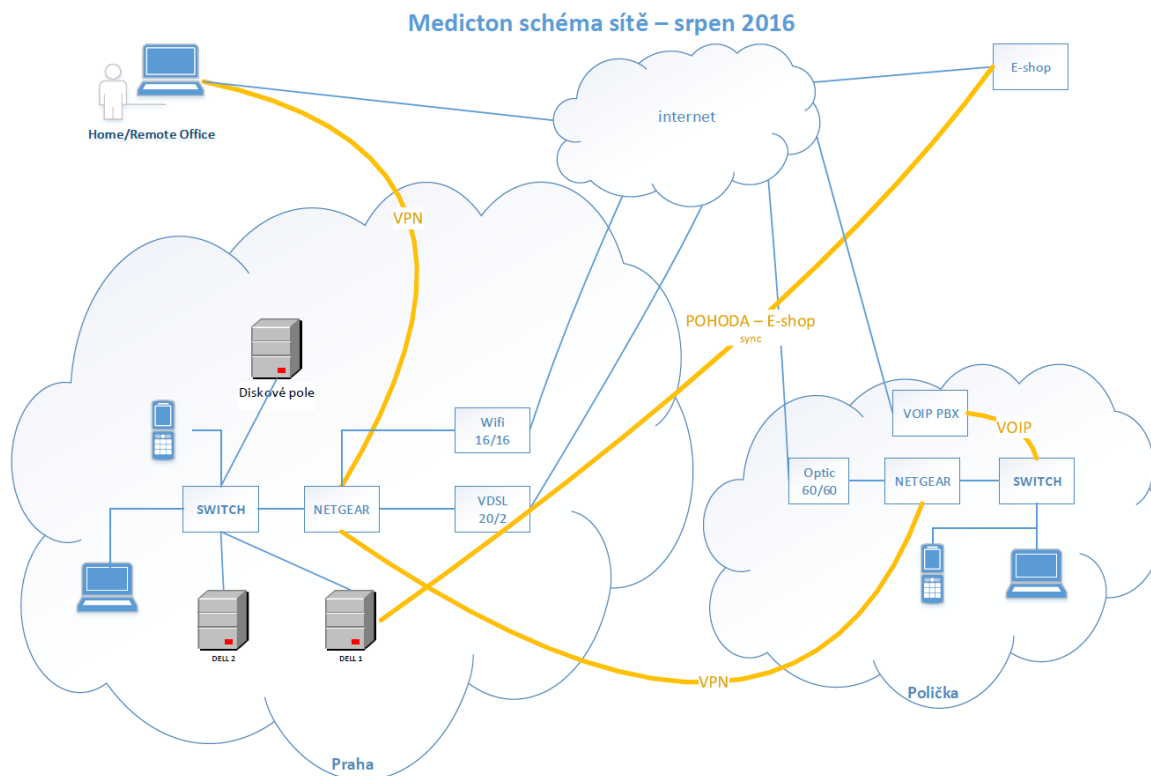 Medicton schéma sítě – srpen 2016
E-shop
internet
Home/Remote Office
VPN
POHODA – E-shop
sync
Diskové pole
Wifi
16/16
VOIP PBX
VOIP
SWITCH
NETGEAR
VDSL
20/2
Optic
60/60
NETGEAR
SWITCH
DELL 2
DELL 1
VPN
Polička
Praha